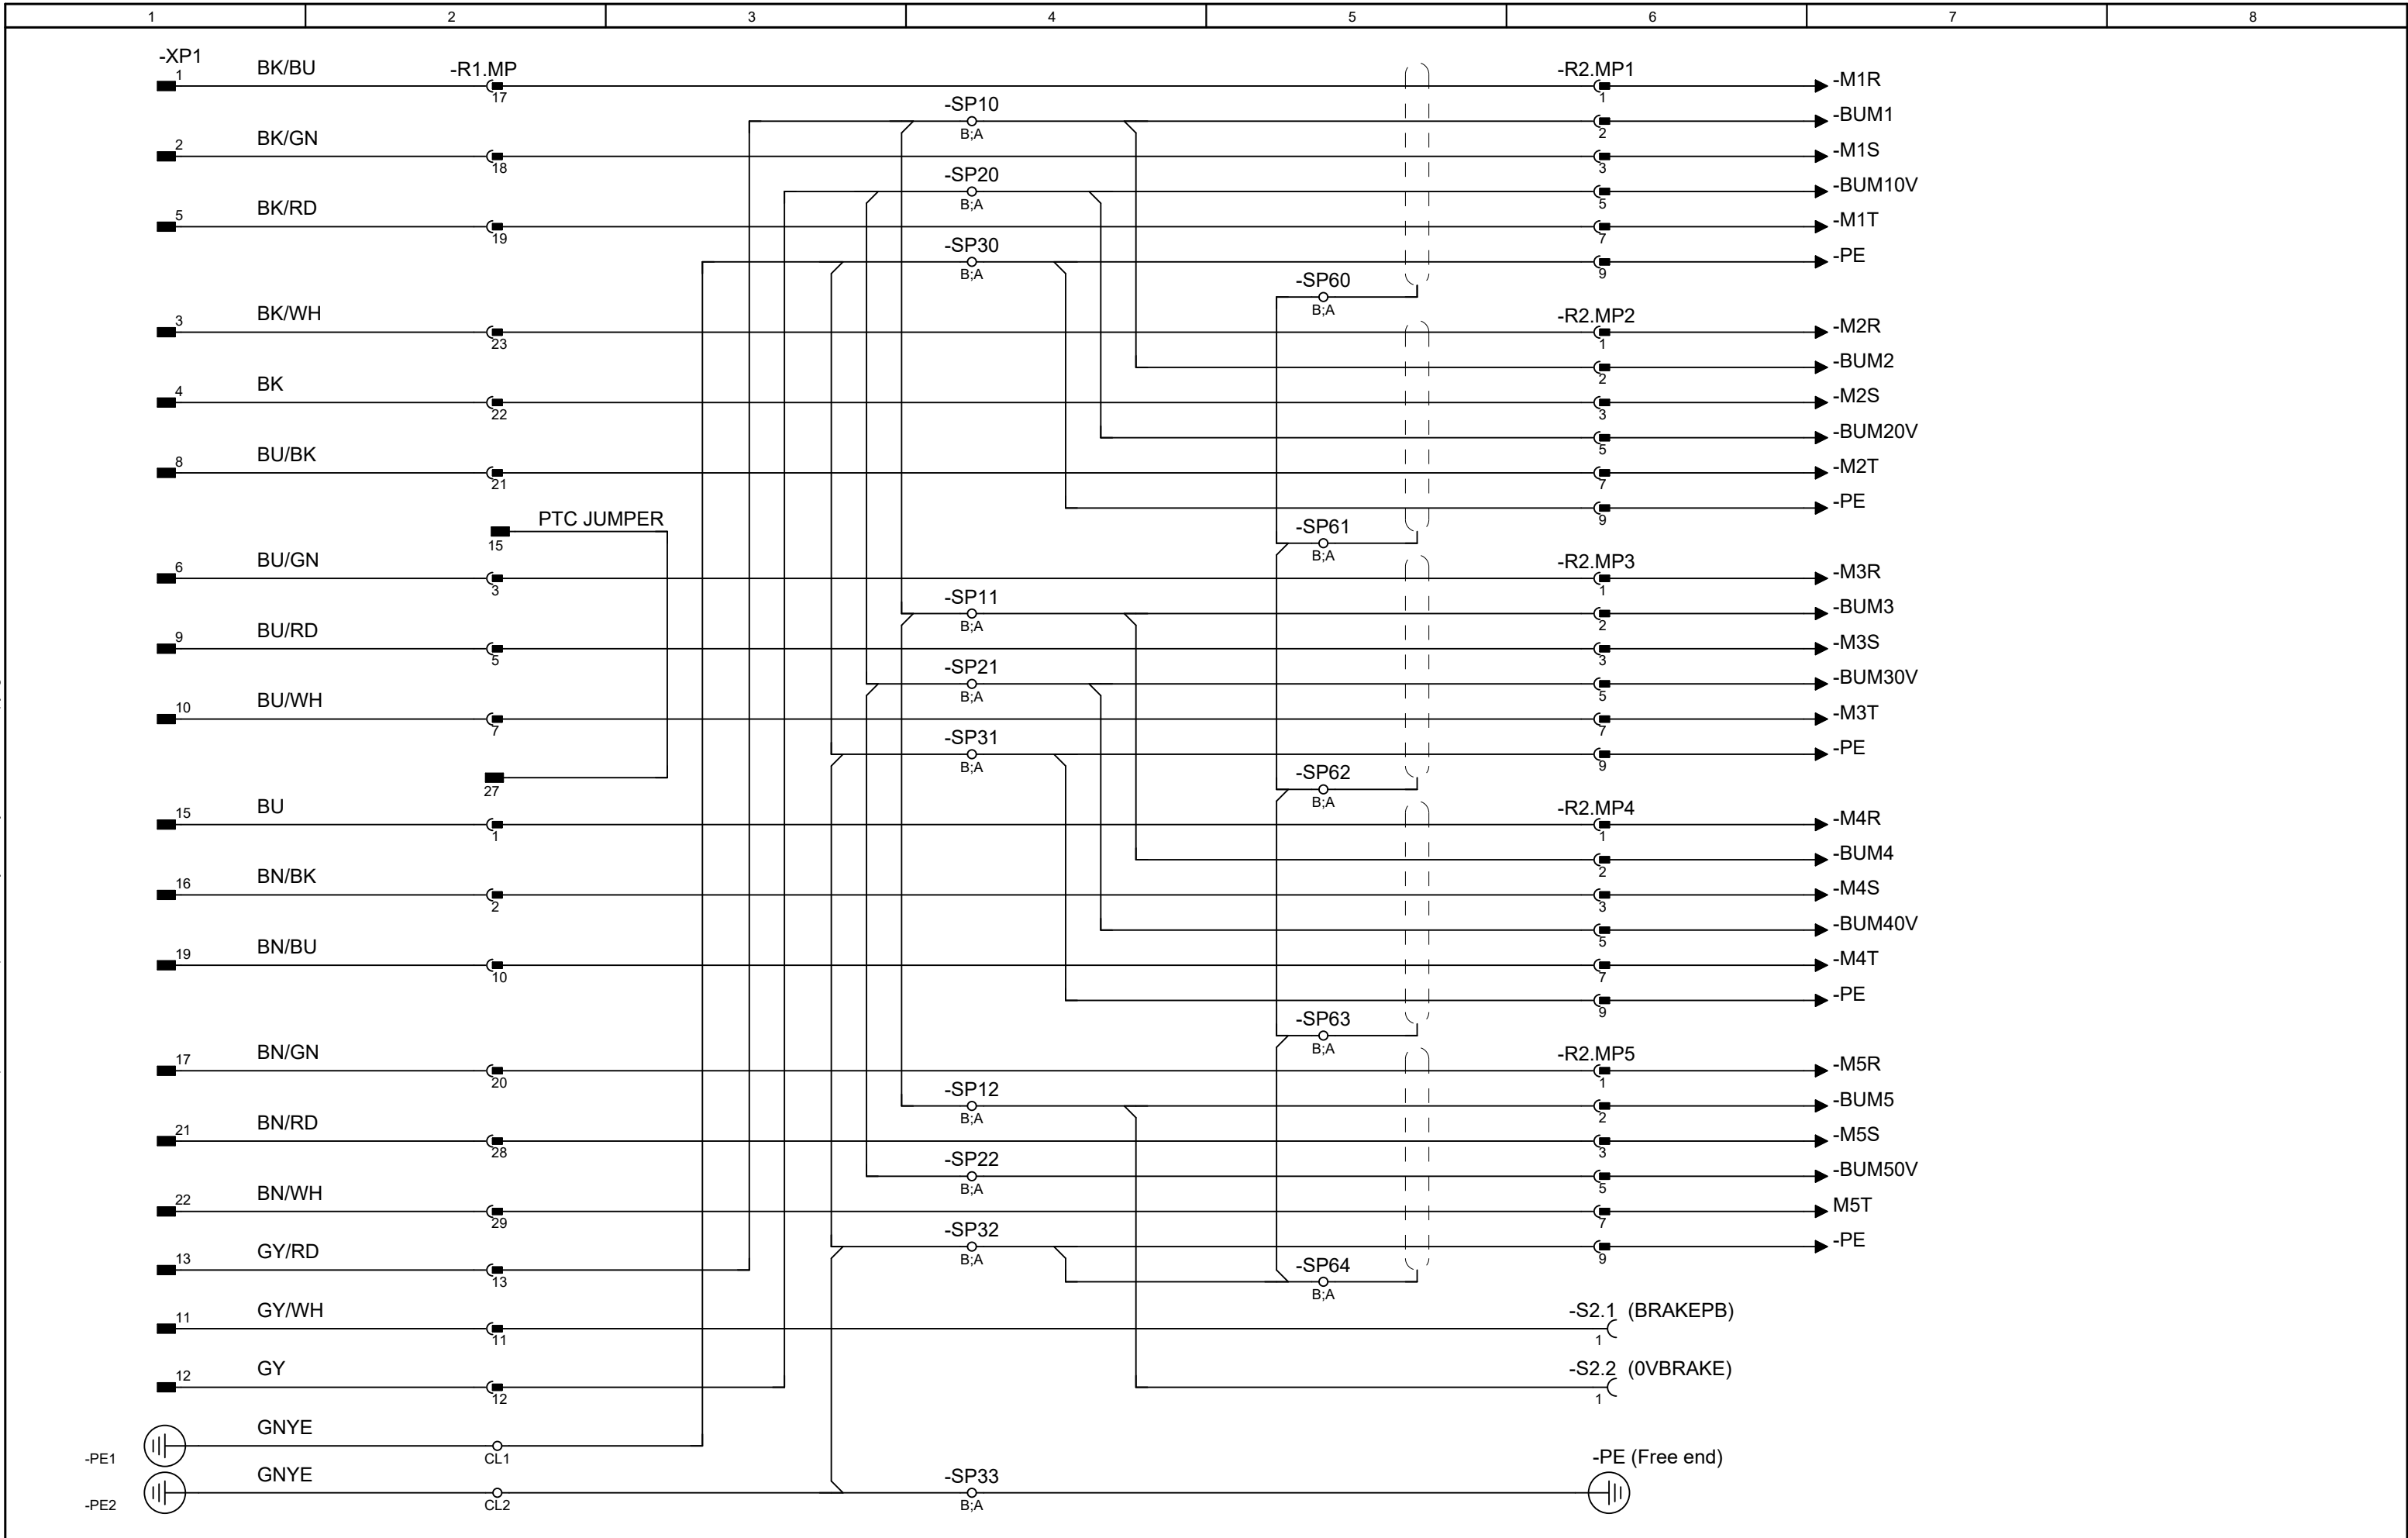 1 2 3 4 5 6 7 8
-XP1
1 BK/BU -R1.MP 17 -R2.MP1 1 -M1R
-SP10 B;A 2 -BUM1
2 BK/GN 18 3 -M1S
-SP20 B;A 5 -BUM10V
5 BK/RD 19 7 -M1T
-SP30 B;A 9 -PE
-SP60 B;A
3 BK/WH 23 -R2.MP2 1 -M2R
2 -BUM2
4 BK 22 3 -M2S
5 -BUM20V
8 BU/BK 21 7 -M2T
9 -PE
15 PTC JUMPER
-SP61 B;A
6 BU/GN 3 -R2.MP3 1 -M3R
-SP11 B;A 2 -BUM3
9 BU/RD 5 3 -M3S
-SP21 B;A 5 -BUM30V
10 BU/WH 7 7 -M3T
-SP31 B;A 9 -PE
27
-SP62 B;A
15 BU 1 -R2.MP4 1 -M4R
2 -BUM4
16 BN/BK 2 3 -M4S
5 -BUM40V
19 BN/BU 10 7 -M4T
9 -PE
-SP63 B;A
17 BN/GN 20 -R2.MP5 1 -M5R
-SP12 B;A 2 -BUM5
21 BN/RD 28 3 -M5S
-SP22 B;A 5 -BUM50V
22 BN/WH 29 7 M5T
-SP32 B;A 9 -PE
13 GY/RD 13
-SP64 B;A
11 GY/WH 11 -S2.1 (BRAKEPB) 1
12 GY 12 -S2.2 (0VBRAKE) 1
-PE1 GNYE CL1
-PE2 GNYE CL2 -SP33 B;A -PE (Free end)